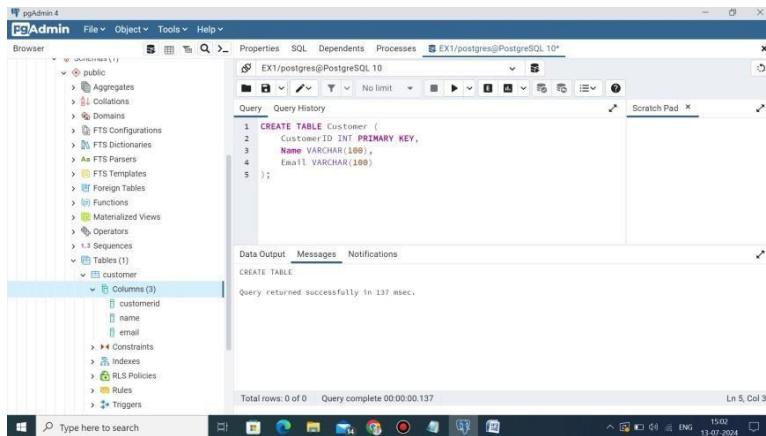 pgAdmin 4
PgAdmin File Object Tools Help
Browser
Properties SQL Dependents Processes EX1/postgres@PostgreSQL 10*
public
Aggregates
Collations
Domains
FTS Configurations
FTS Dictionaries
Aa FTS Parsers
FTS Templates
Foreign Tables
Functions
Materialized Views
Operators
1..3 Sequences
Tables (1)
customer
Columns (3)
customerid
name
email
Constraints
Indexes
RLS Policies
Rules
Triggers
EX1/postgres@PostgreSQL 10
No limit
Query Query History
Scratch Pad
1 CREATE TABLE Customer (
2 CustomerID INT PRIMARY KEY,
3 Name VARCHAR(100),
4 Email VARCHAR(100)
5 );
Data Output Messages Notifications
CREATE TABLE
Query returned successfully in 137 msec.
Total rows: 0 of 0 Query complete 00:00:00.137
Ln 5, Col 3
Type here to search
ENG
15:02
13-07-2024